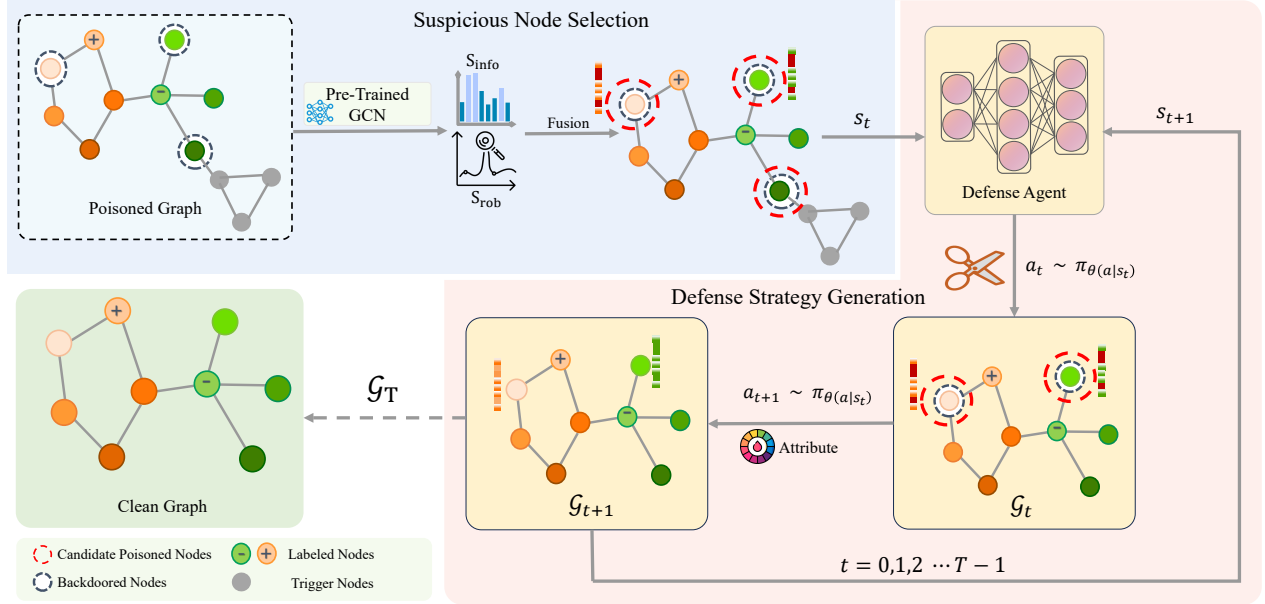 Suspicious Node Selection
Poisoned Graph
Pre-Trained
GCN
S_info
S_rob
Fusion
s_t
s_{t+1}
Defense Agent
a_t ~ π_{θ(a|s_t)}
Defense Strategy Generation
𝒢_t
a_{t+1} ~ π_{θ(a|s_t)}
Attribute
𝒢_{t+1}
𝒢_T
Clean Graph
t = 0,1,2 ⋯ T − 1
Candidate Poisoned Nodes
Labeled Nodes
Backdoored Nodes
Trigger Nodes